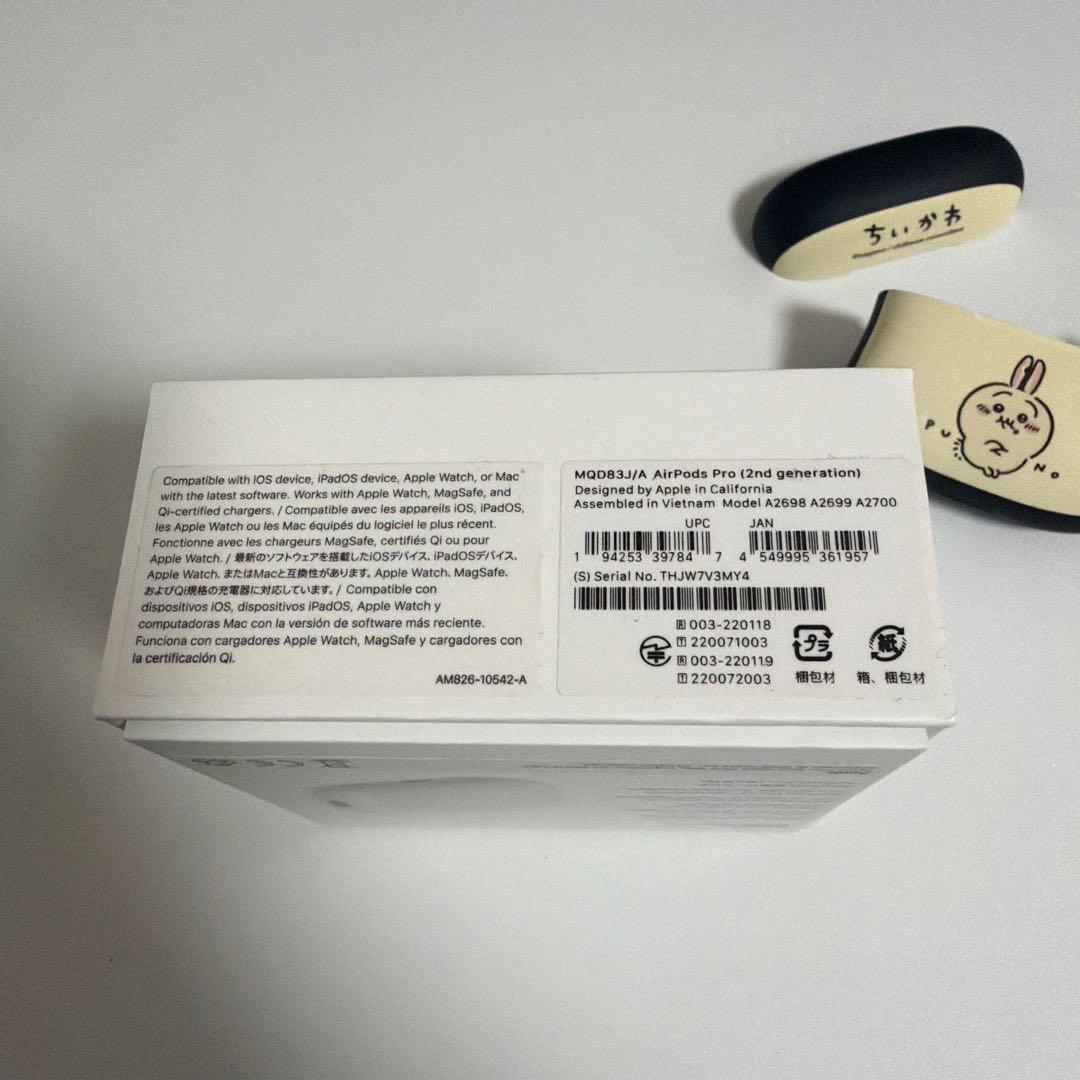 ちいかわ
PU NO
Compatible with iOS device, iPadOS device, Apple Watch, or Mac
with the latest software. Works with Apple Watch, MagSafe, and
Qi-certified chargers. / Compatible avec les appareils iOS, iPadOS,
les Apple Watch ou les Mac équipés du logiciel le plus récent.
Fonctionne avec les chargeurs MagSafe, certifiés Qi ou pour
Apple Watch. / 最新のソフトウェアを搭載したiOSデバイス、iPadOSデバイス、
Apple Watch、またはMacと互換性があります。Apple Watch、MagSafe、
およびQi規格の充電器に対応しています。/ Compatible con
dispositivos iOS, dispositivos iPadOS, Apple Watch y
computadoras Mac con la versión de software más reciente.
Funciona con cargadores Apple Watch, MagSafe y cargadores con
la certificación Qi.
AM826-10542-A
MQD83J/A AirPods Pro (2nd generation)
Designed by Apple in California
Assembled in Vietnam Model A2698 A2699 A2700
UPC JAN
1 94253 39784 7 4 549995 361957
(S) Serial No. THJW7V3MY4
R 003-220118
T 220071003
R 003-220119
T 220072003
プラ
梱包材
紙
箱、梱包材